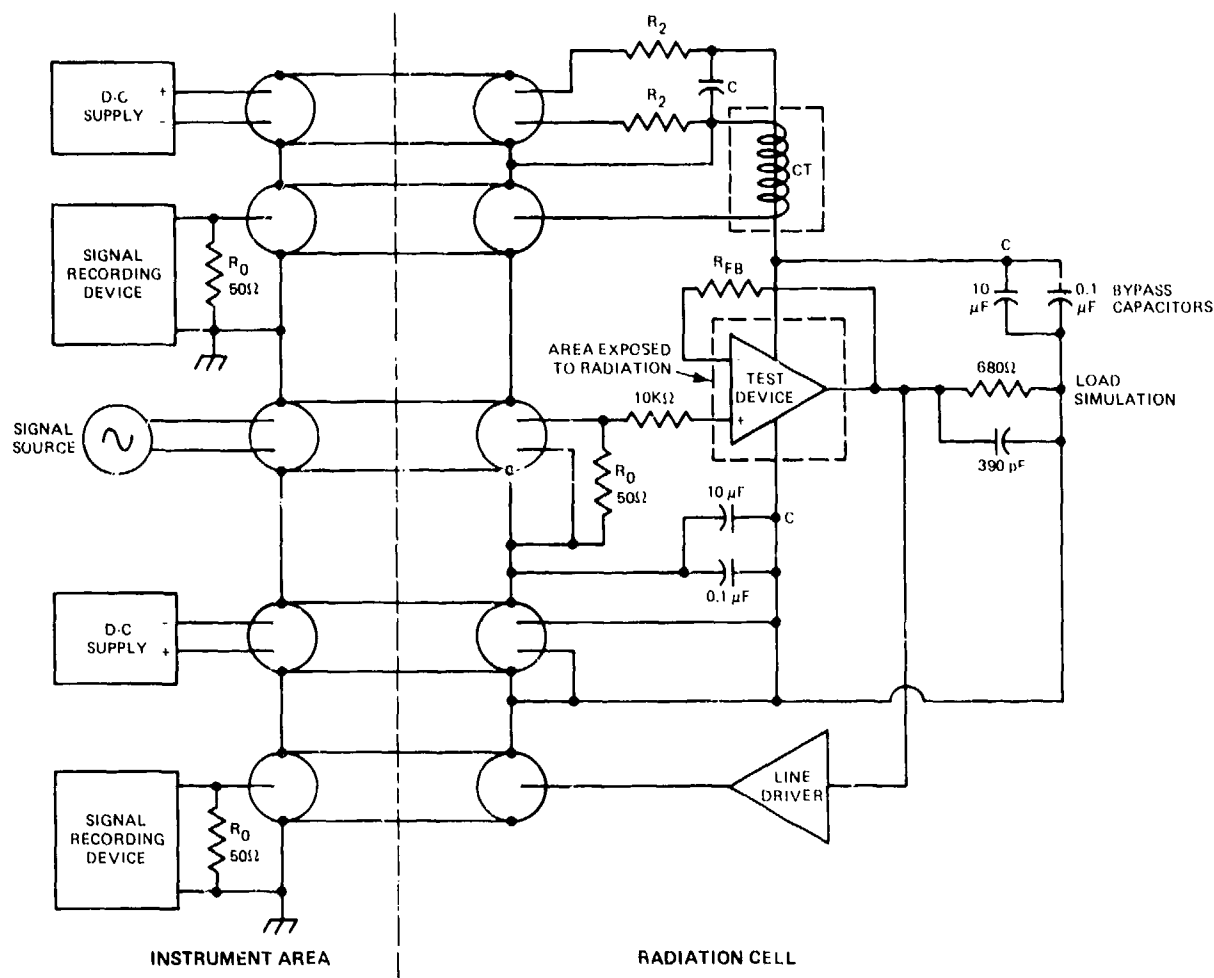 R2
D-C
SUPPLY
+
-
C
R2
CT
SIGNAL
RECORDING
DEVICE
R0
50Ω
RFB
C
10
µF
0.1
µF
BYPASS
CAPACITORS
AREA EXPOSED
TO RADIATION
-
TEST
DEVICE
+
680Ω
LOAD
SIMULATION
390 pF
SIGNAL
SOURCE
10KΩ
R0
50Ω
10 µF
C
0.1 µF
D-C
SUPPLY
-
+
SIGNAL
RECORDING
DEVICE
R0
50Ω
LINE
DRIVER
INSTRUMENT AREA
RADIATION CELL